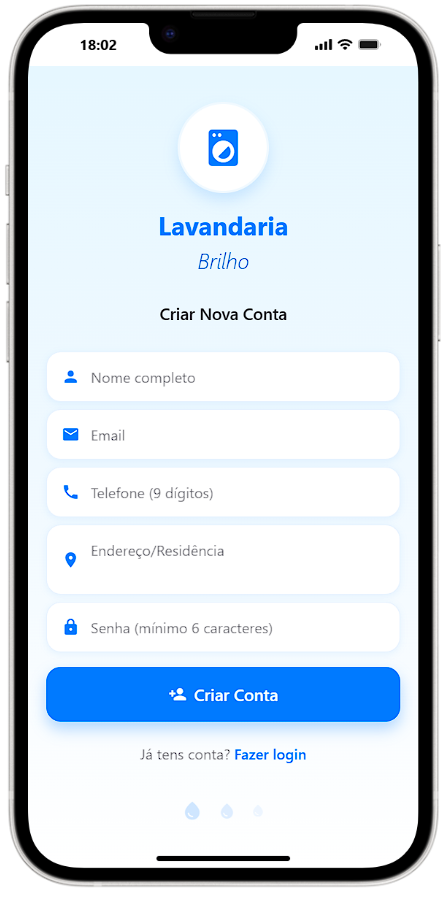 18:02
Lavandaria
Brilho
Criar Nova Conta
Nome completo
Email
Telefone (9 dígitos)
Endereço/Residência
Senha (mínimo 6 caracteres)
Criar Conta
Já tens conta? Fazer login